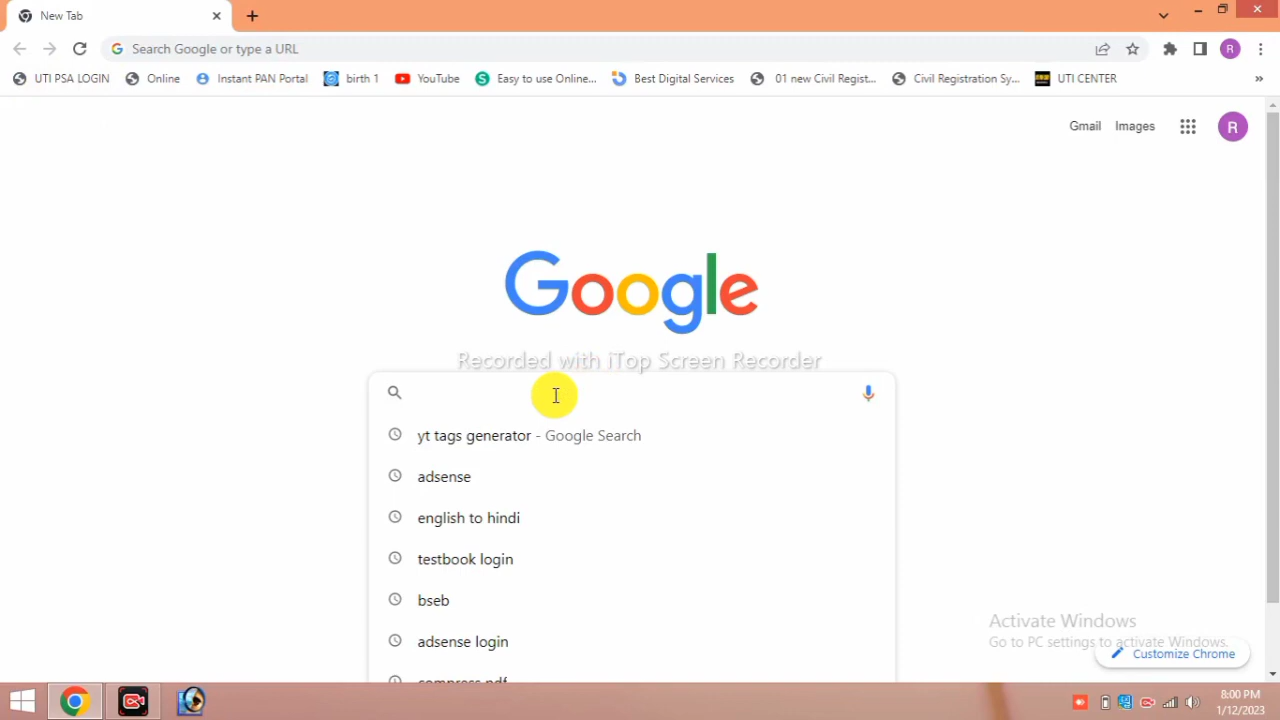 New Tab
Search Google or type a URL
R
UTI PSA LOGIN
Online
Instant PAN Portal
birth 1
YouTube
Easy to use Online...
Best Digital Services
01 new Civil Regist...
Civil Registration Sy...
UTI CENTER
Gmail
Images
R
Google
Recorded with iTop Screen Recorder
yt tags generator - Google Search
adsense
english to hindi
testbook login
bseb
adsense login
compress pdf
Activate Windows
Go to PC settings to activate Windows.
Customize Chrome
8:00 PM
1/12/2023